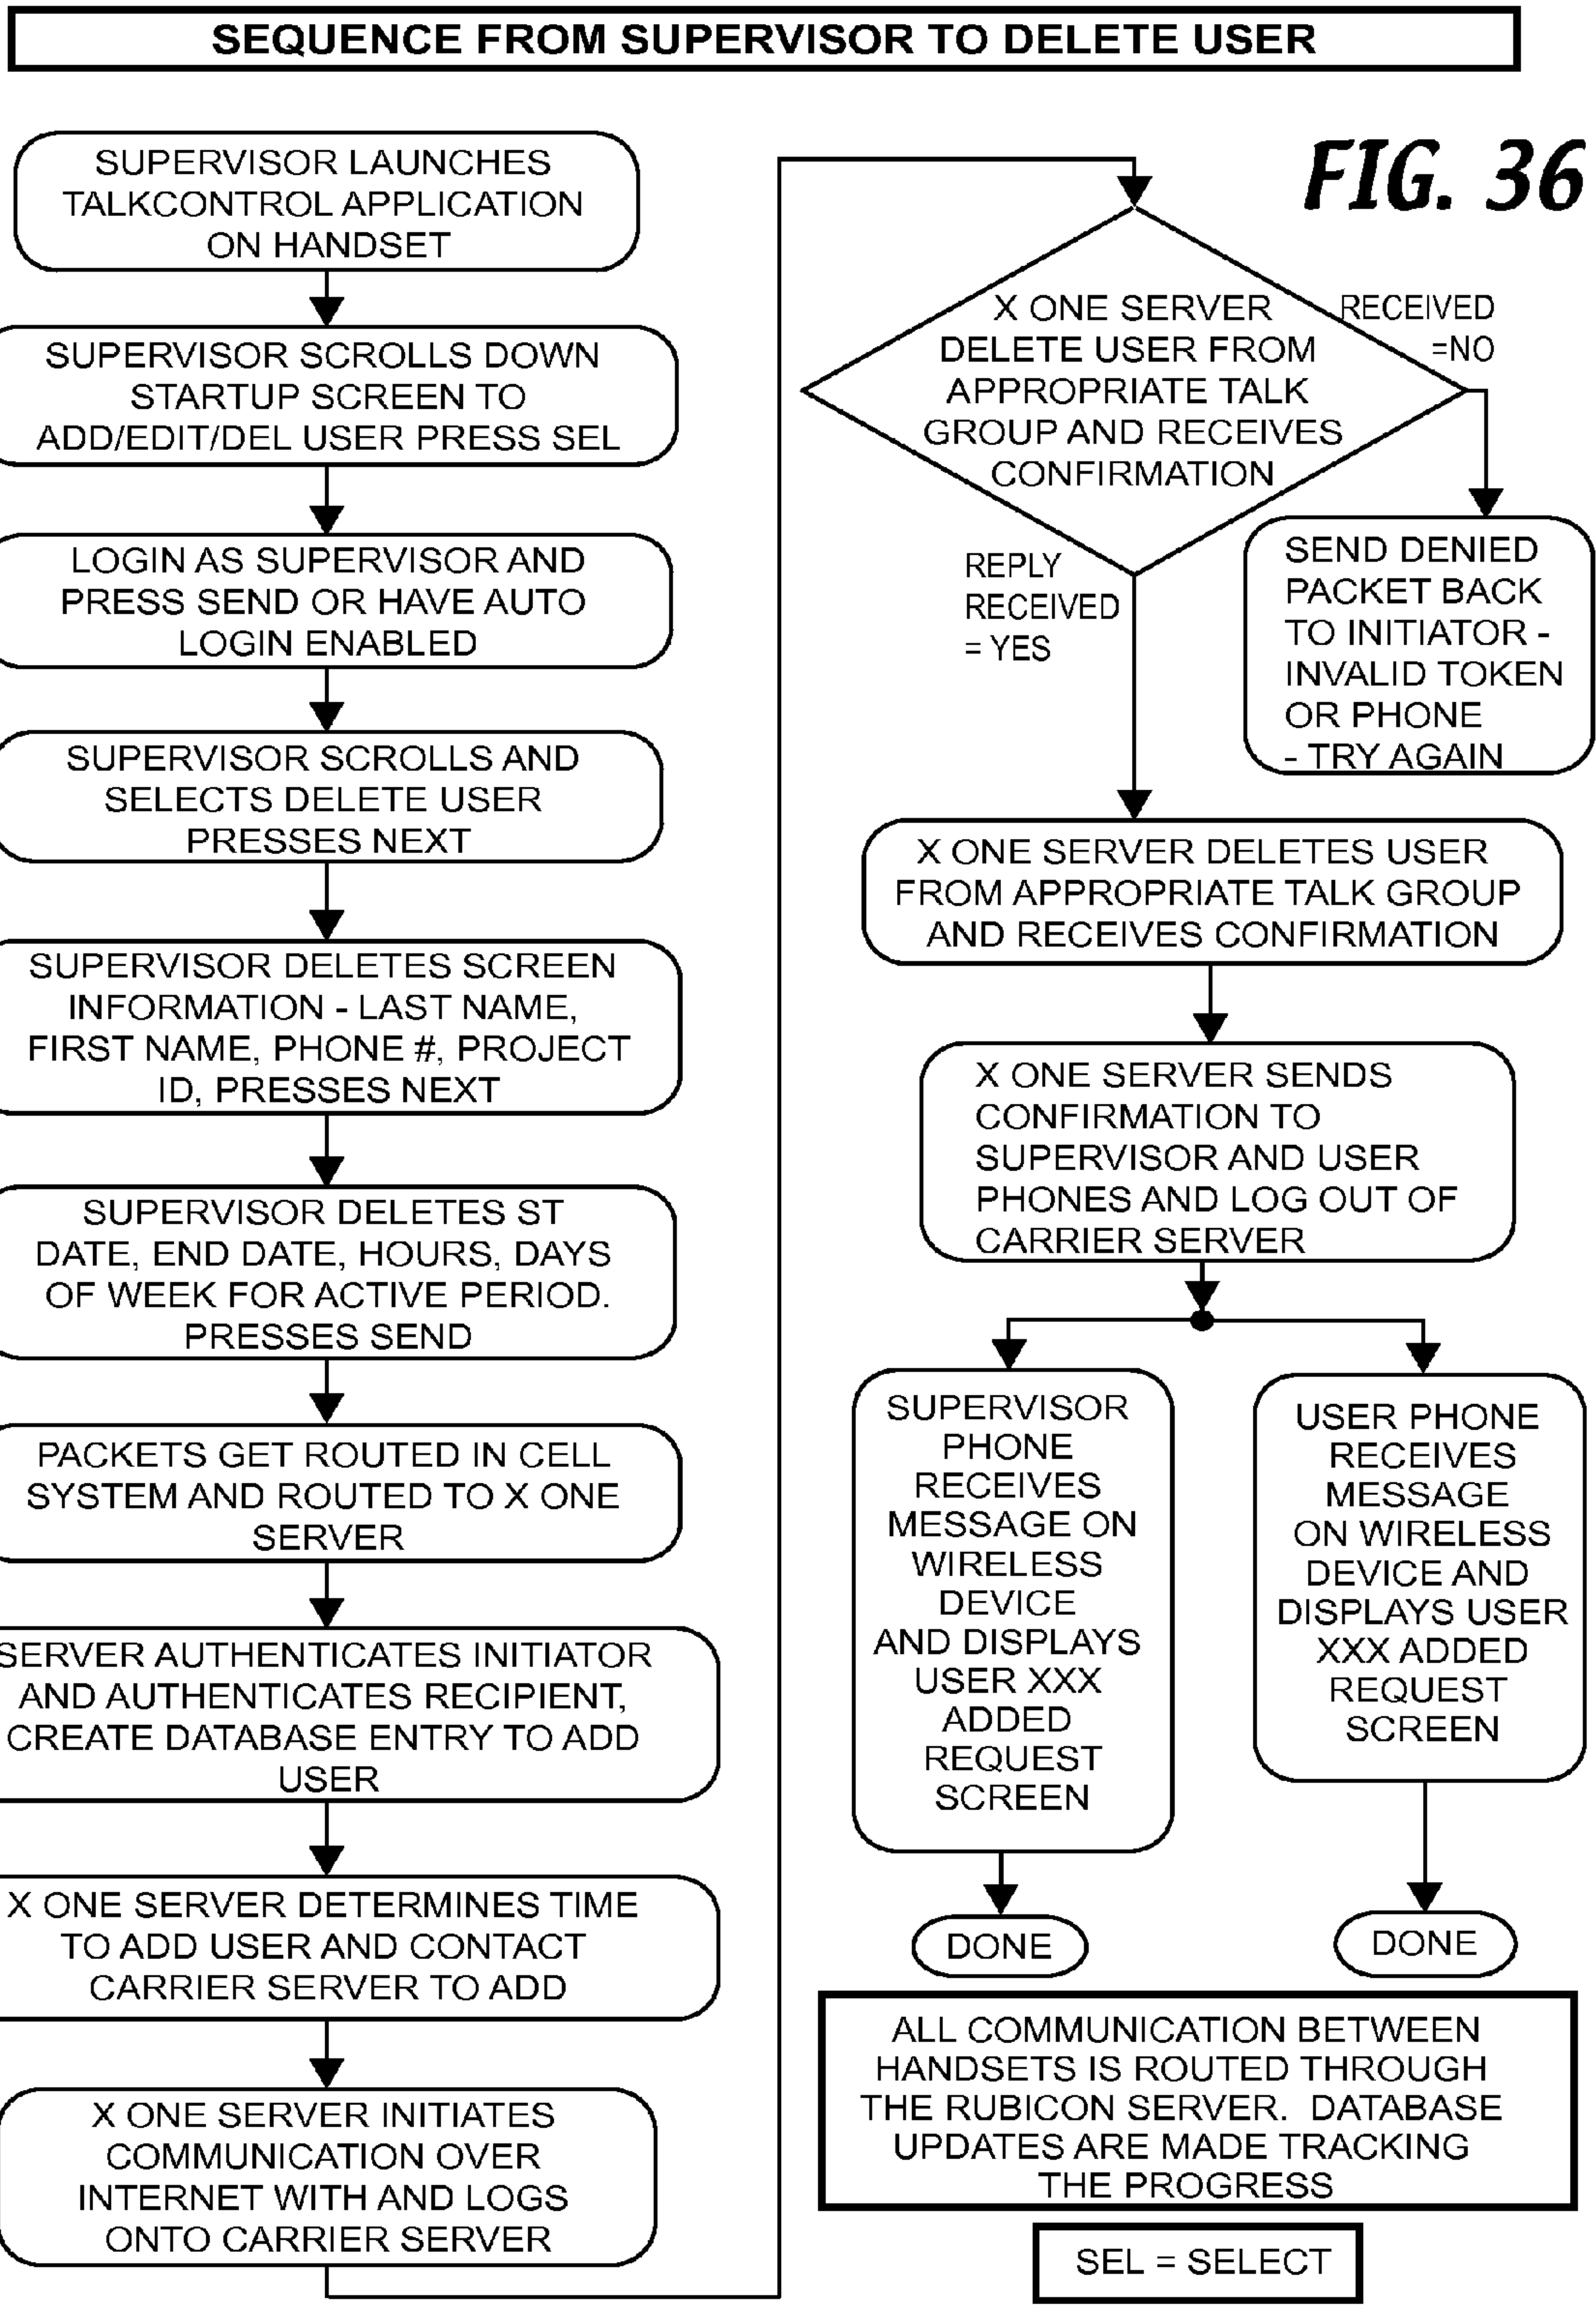 SEQUENCE FROM SUPERVISOR TO DELETE USER
FIG. 36
SUPERVISOR LAUNCHES
TALKCONTROL APPLICATION
ON HANDSET
SUPERVISOR SCROLLS DOWN
STARTUP SCREEN TO
ADD/EDIT/DEL USER PRESS SEL
LOGIN AS SUPERVISOR AND
PRESS SEND OR HAVE AUTO
LOGIN ENABLED
SUPERVISOR SCROLLS AND
SELECTS DELETE USER
PRESSES NEXT
SUPERVISOR DELETES SCREEN
INFORMATION - LAST NAME,
FIRST NAME, PHONE #, PROJECT
ID, PRESSES NEXT
SUPERVISOR DELETES ST
DATE, END DATE, HOURS, DAYS
OF WEEK FOR ACTIVE PERIOD.
PRESSES SEND
PACKETS GET ROUTED IN CELL
SYSTEM AND ROUTED TO X ONE
SERVER
SERVER AUTHENTICATES INITIATOR
AND AUTHENTICATES RECIPIENT,
CREATE DATABASE ENTRY TO ADD
USER
X ONE SERVER DETERMINES TIME
TO ADD USER AND CONTACT
CARRIER SERVER TO ADD
X ONE SERVER INITIATES
COMMUNICATION OVER
INTERNET WITH AND LOGS
ONTO CARRIER SERVER
X ONE SERVER
DELETE USER FROM
APPROPRIATE TALK
GROUP AND RECEIVES
CONFIRMATION
RECEIVED
=NO
SEND DENIED
PACKET BACK
TO INITIATOR -
INVALID TOKEN
OR PHONE
- TRY AGAIN
REPLY
RECEIVED
= YES
X ONE SERVER DELETES USER
FROM APPROPRIATE TALK GROUP
AND RECEIVES CONFIRMATION
X ONE SERVER SENDS
CONFIRMATION TO
SUPERVISOR AND USER
PHONES AND LOG OUT OF
CARRIER SERVER
SUPERVISOR
PHONE
RECEIVES
MESSAGE ON
WIRELESS
DEVICE
AND DISPLAYS
USER XXX
ADDED
REQUEST
SCREEN
DONE
USER PHONE
RECEIVES
MESSAGE
ON WIRELESS
DEVICE AND
DISPLAYS USER
XXX ADDED
REQUEST
SCREEN
DONE
ALL COMMUNICATION BETWEEN
HANDSETS IS ROUTED THROUGH
THE RUBICON SERVER. DATABASE
UPDATES ARE MADE TRACKING
THE PROGRESS
SEL = SELECT